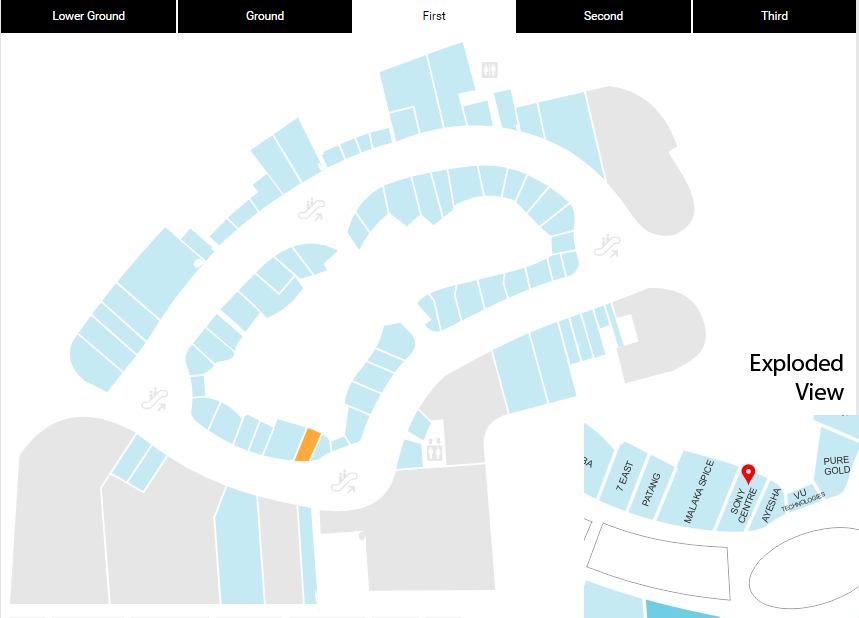 Lower Ground
Ground
First
Second
Third
Exploded
View
7 EAST
PATANG
MALAKA SPICE
SONY
CENTRE
AYESHA
VU
TECHNOLOGIES
PURE
GOLD